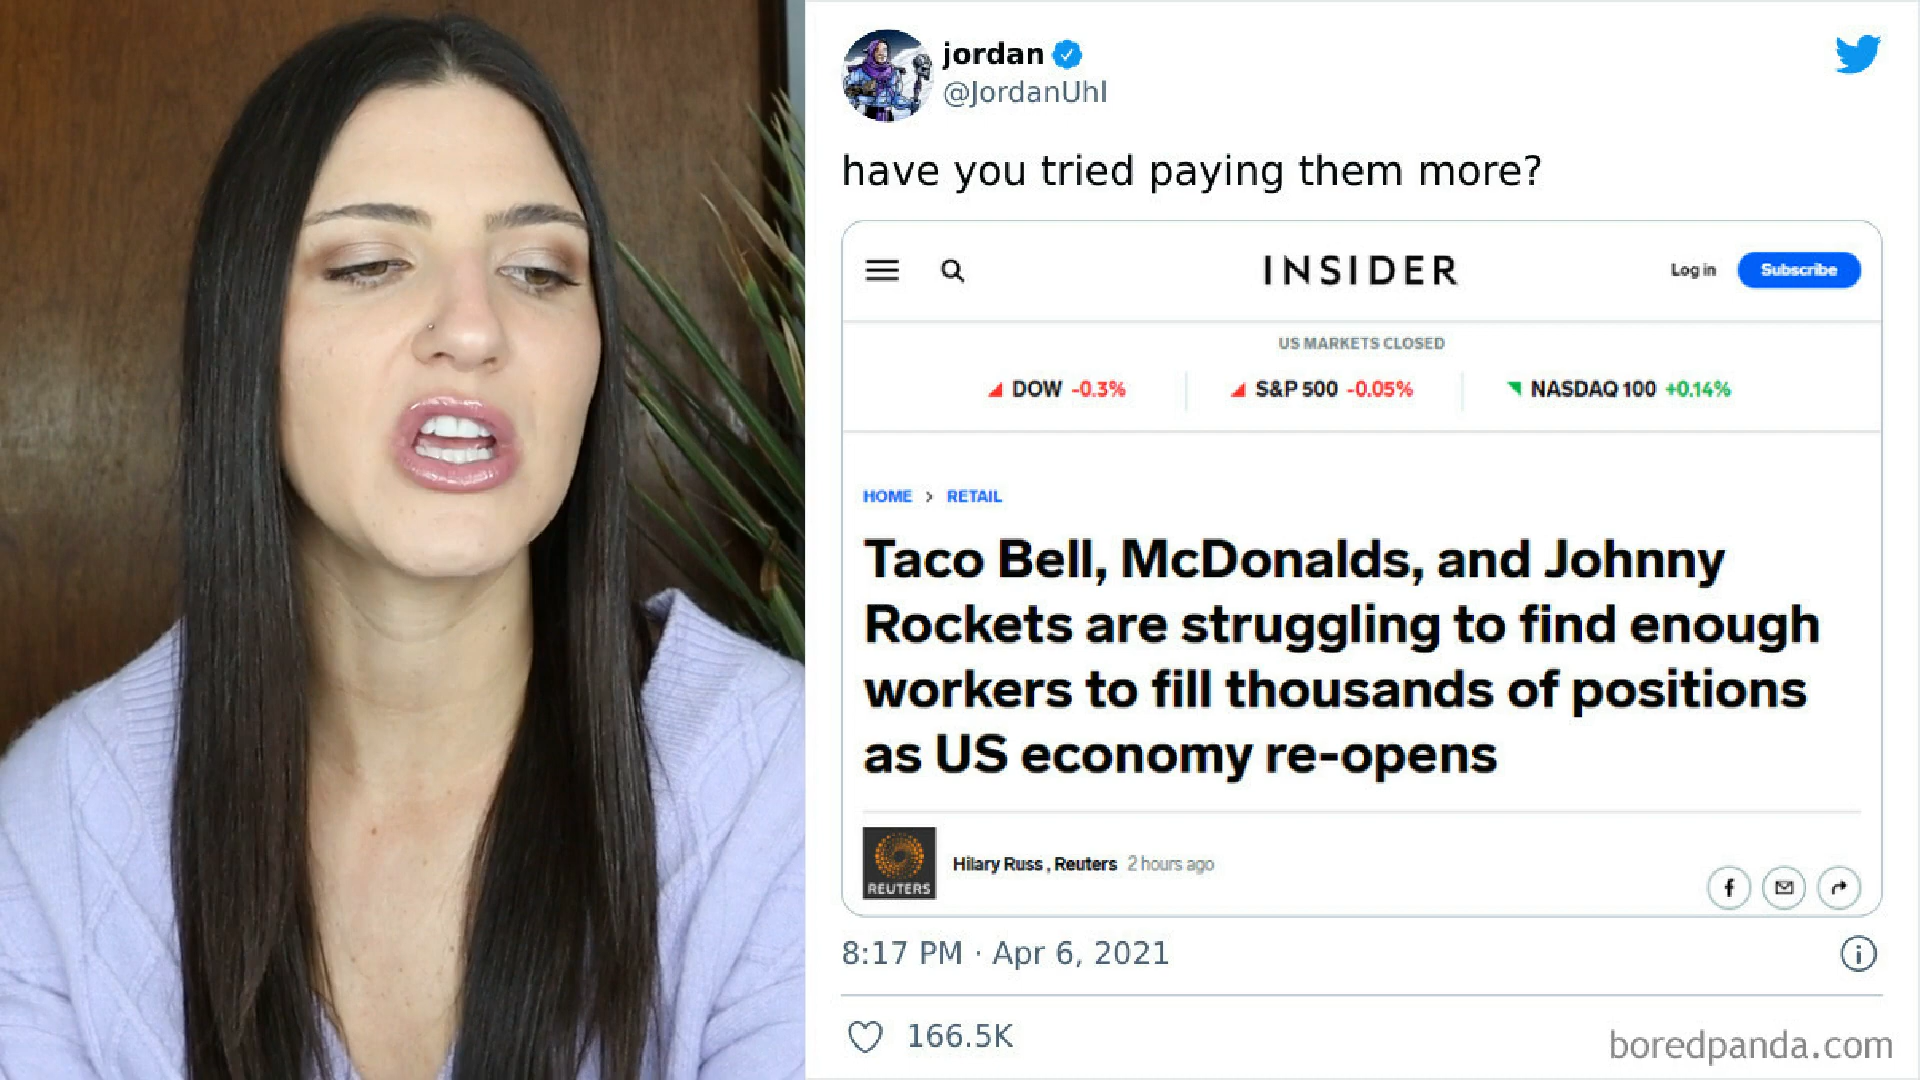 jordan
@JordanUhl
have you tried paying them more?
INSIDER
Log in
Subscribe
US MARKETS CLOSED
DOW -0.3%
S&P 500 -0.05%
NASDAQ 100 +0.14%
HOME > RETAIL
Taco Bell, McDonalds, and Johnny
Rockets are struggling to find enough
workers to fill thousands of positions
as US economy re-opens
REUTERS
Hilary Russ, Reuters 2 hours ago
8:17 PM · Apr 6, 2021
166.5K
boredpanda.com